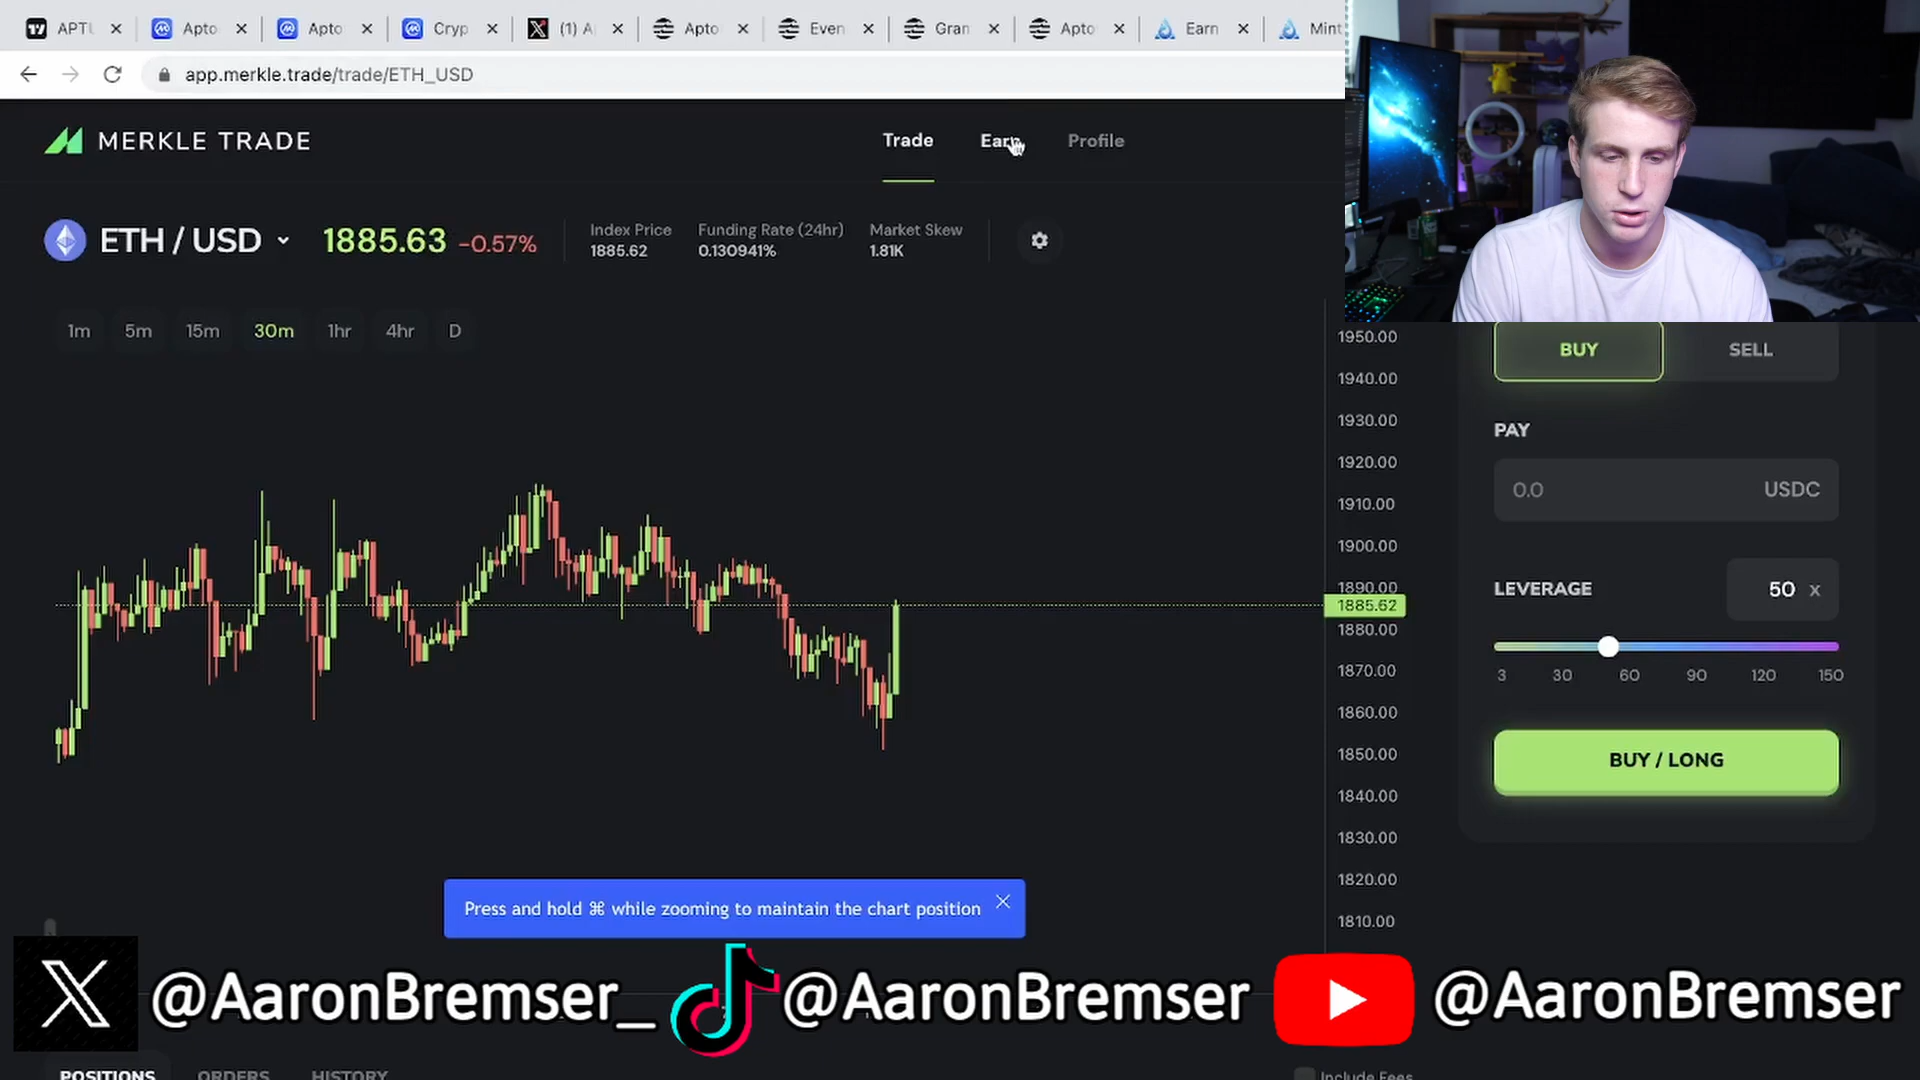 APTU
Apto
Apto
Cryp
(1) A
Apto
Even
Gran
Apto
Earn
Mint
app.merkle.trade/trade/ETH_USD
MERKLE TRADE
Trade
Earn
Profile
ETH / USD
1885.63
-0.57%
Index Price
1885.62
Funding Rate (24hr)
0.130941%
Market Skew
1.81K
1m 5m 15m 30m 1hr 4hr D
1950.00
1940.00
1930.00
1920.00
1910.00
1900.00
1890.00
1885.62
1880.00
1870.00
1860.00
1850.00
1840.00
1830.00
1820.00
1810.00
BUY
SELL
PAY
0.0
USDC
LEVERAGE
50 x
3 30 60 90 120 150
BUY / LONG
Press and hold ⌘ while zooming to maintain the chart position
@AaronBremser_
@AaronBremser
@AaronBremser
POSITIONS
ORDERS
HISTORY
Include Fees